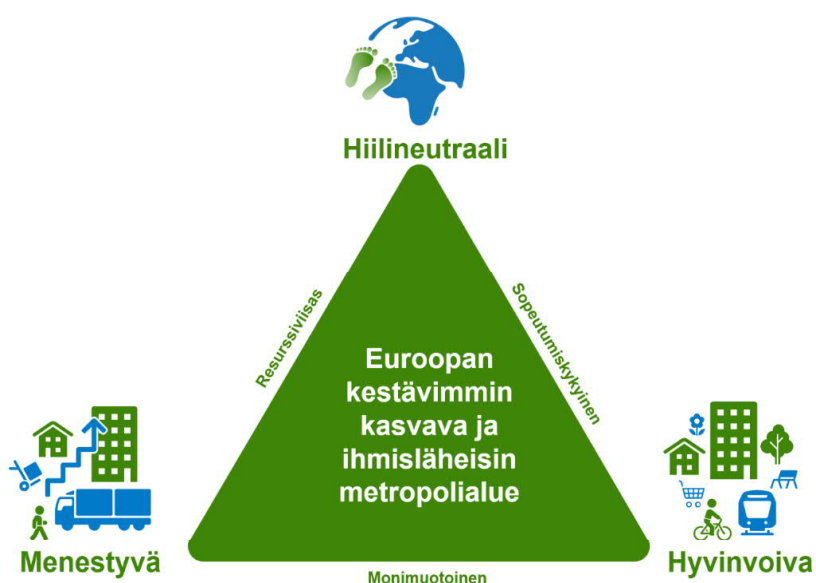 Hiilineutraali
Resurssiviisas
Sopeutumiskykyinen
Euroopan
kestävimmin
kasvava ja
ihmisläheisin
metropolialue
Menestyvä
Hyvinvoiva
Monimuotoinen